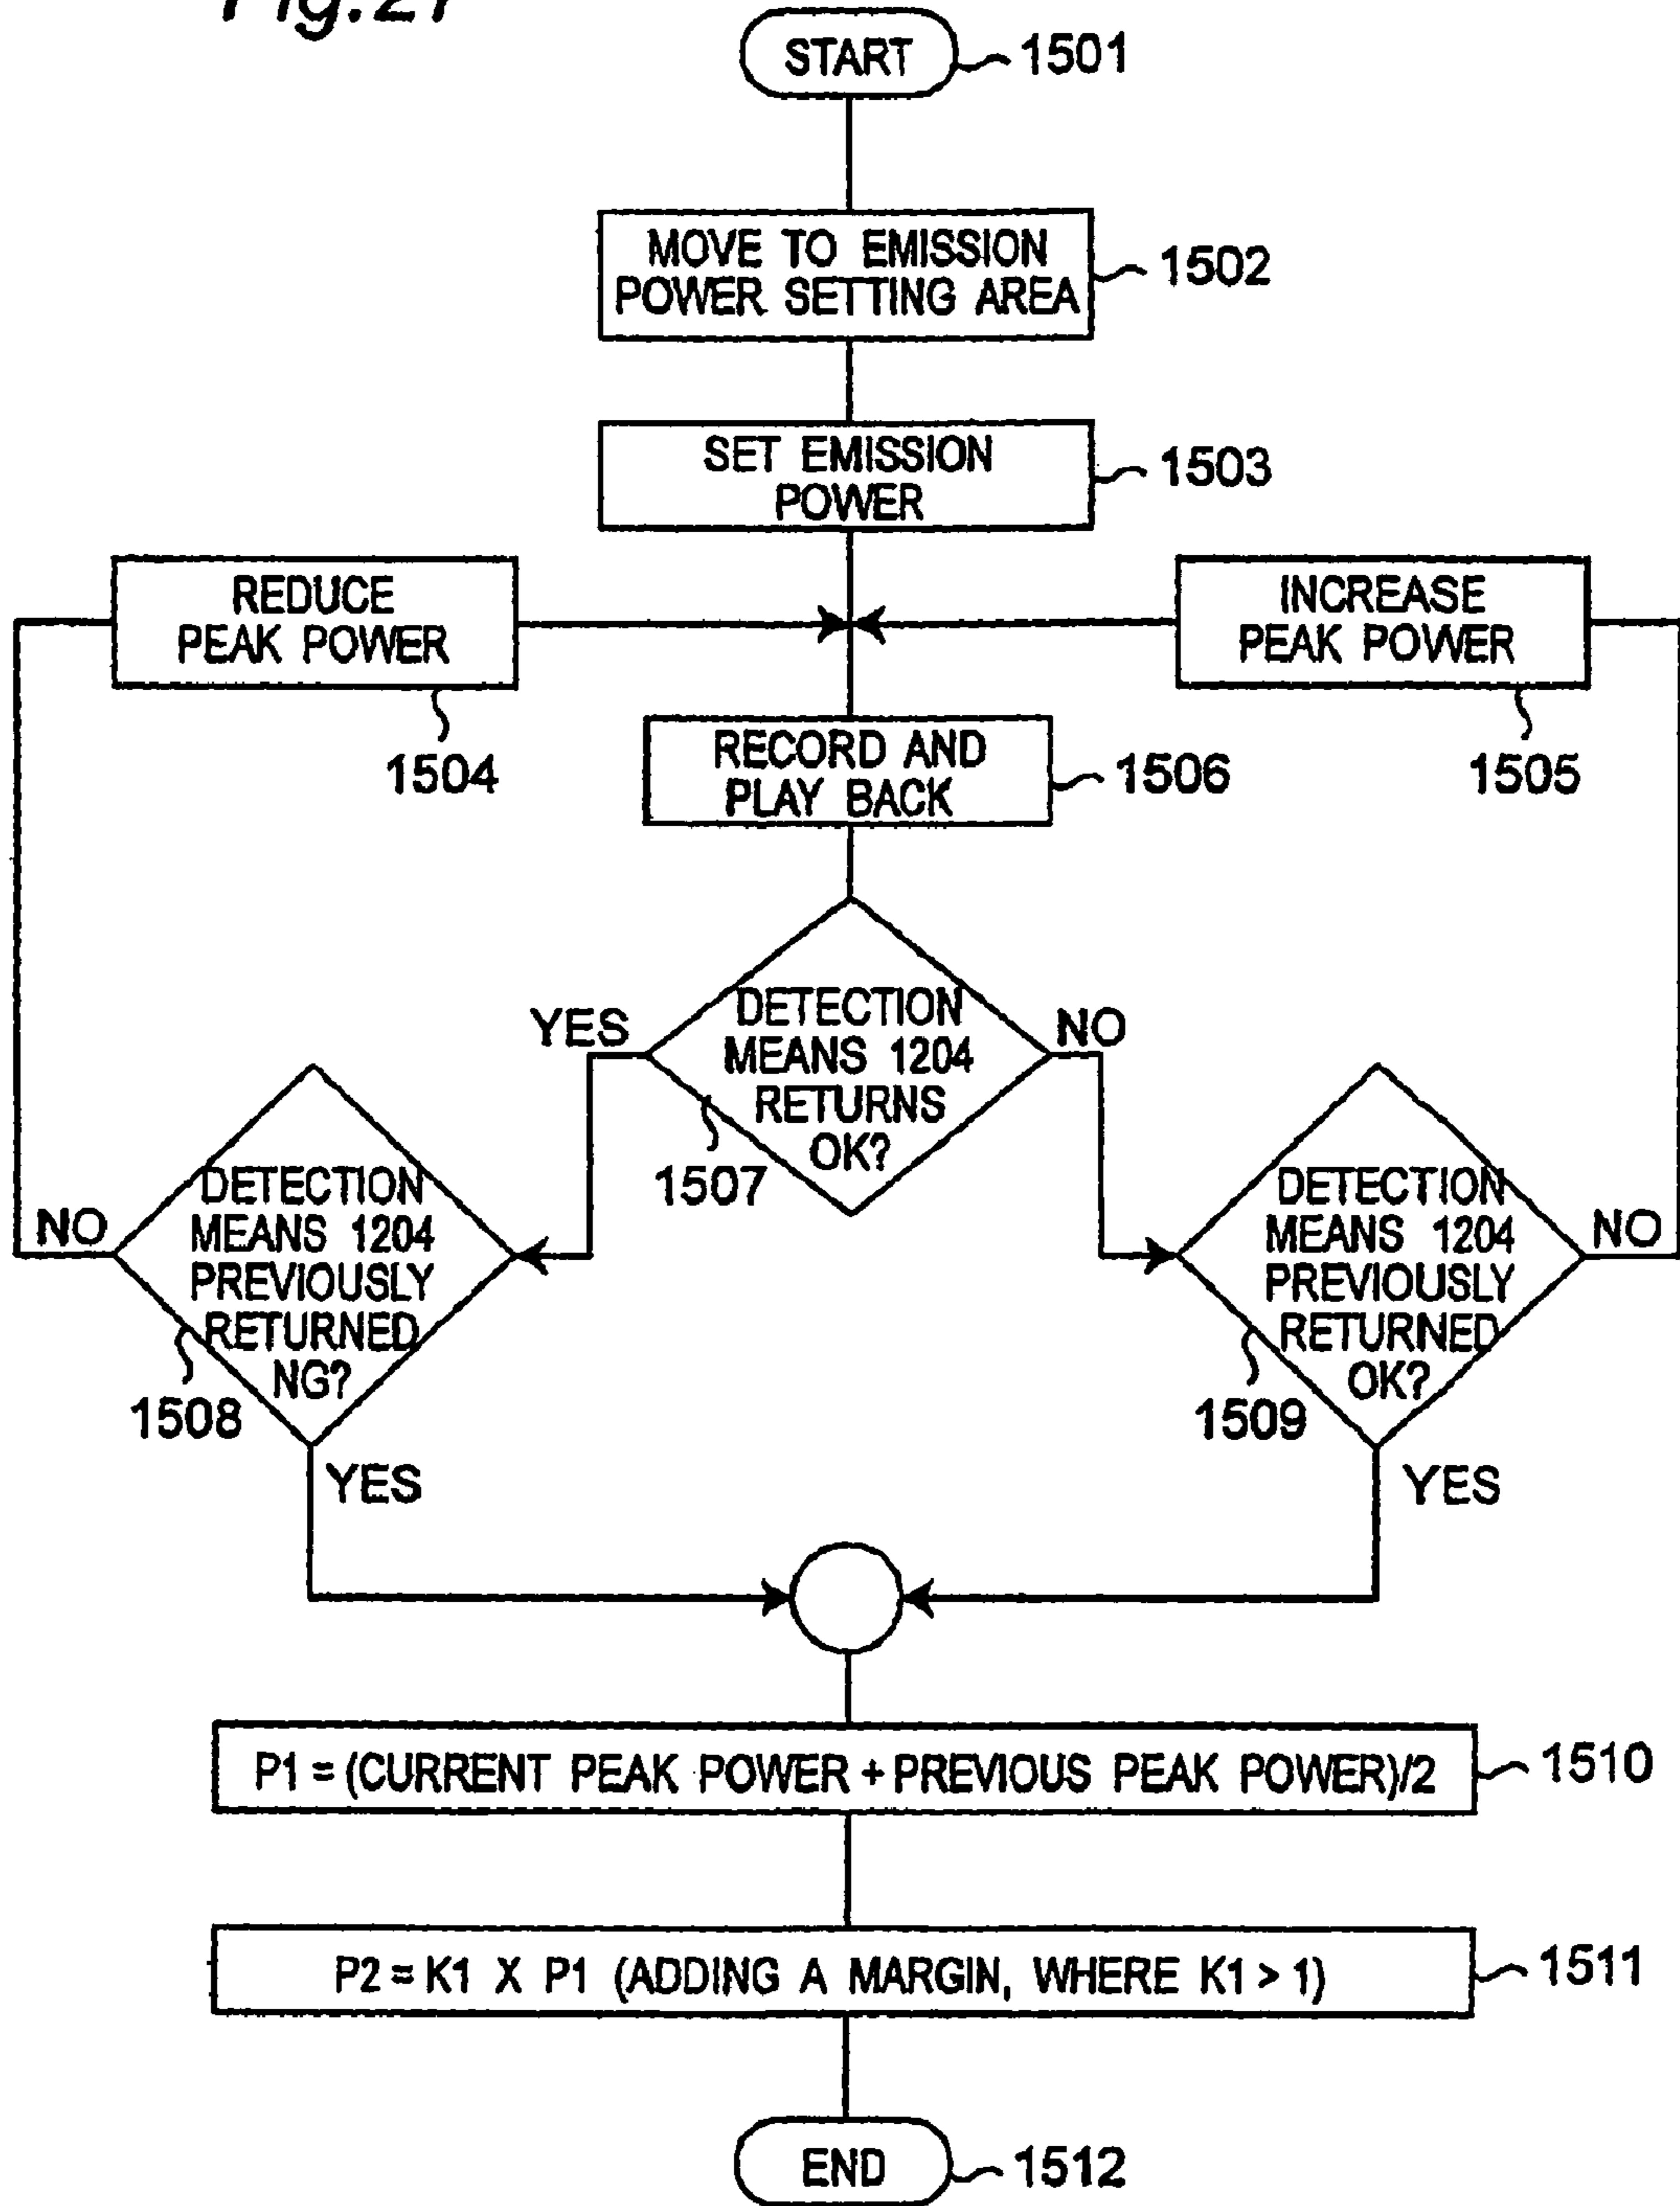 START
1501
MOVE TO EMISSION
POWER SETTING AREA
1502
SET EMISSION
POWER
1503
REDUCE
PEAK POWER
1504
INCREASE
PEAK POWER
1505
RECORD AND
PLAY BACK
1506
DETECTION
MEANS 1204
RETURNS
OK?
YES
NO
1507
DETECTION
MEANS 1204
PREVIOUSLY
RETURNED
NG?
NO
YES
1508
DETECTION
MEANS 1204
PREVIOUSLY
RETURNED
OK?
NO
YES
1509
P1 = (CURRENT PEAK POWER + PREVIOUS PEAK POWER)/2
1510
P2 = K1 X P1 (ADDING A MARGIN, WHERE K1 > 1)
1511
END
1512